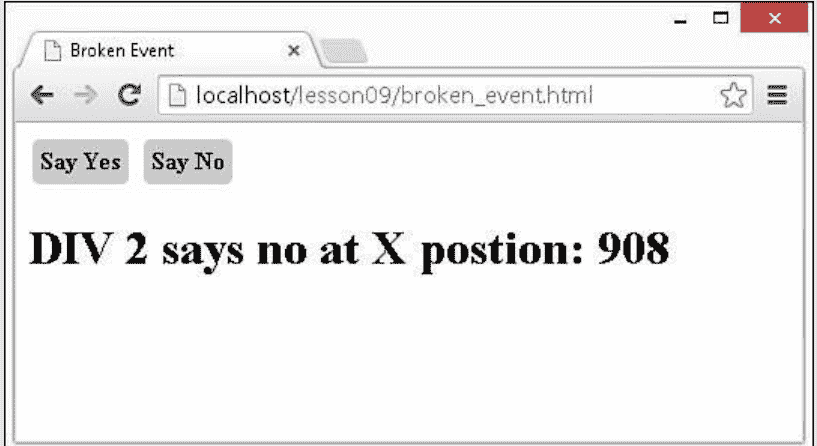 Broken Event
localhost/lesson09/broken_event.html
Say Yes Say No
DIV 2 says no at X postion: 908